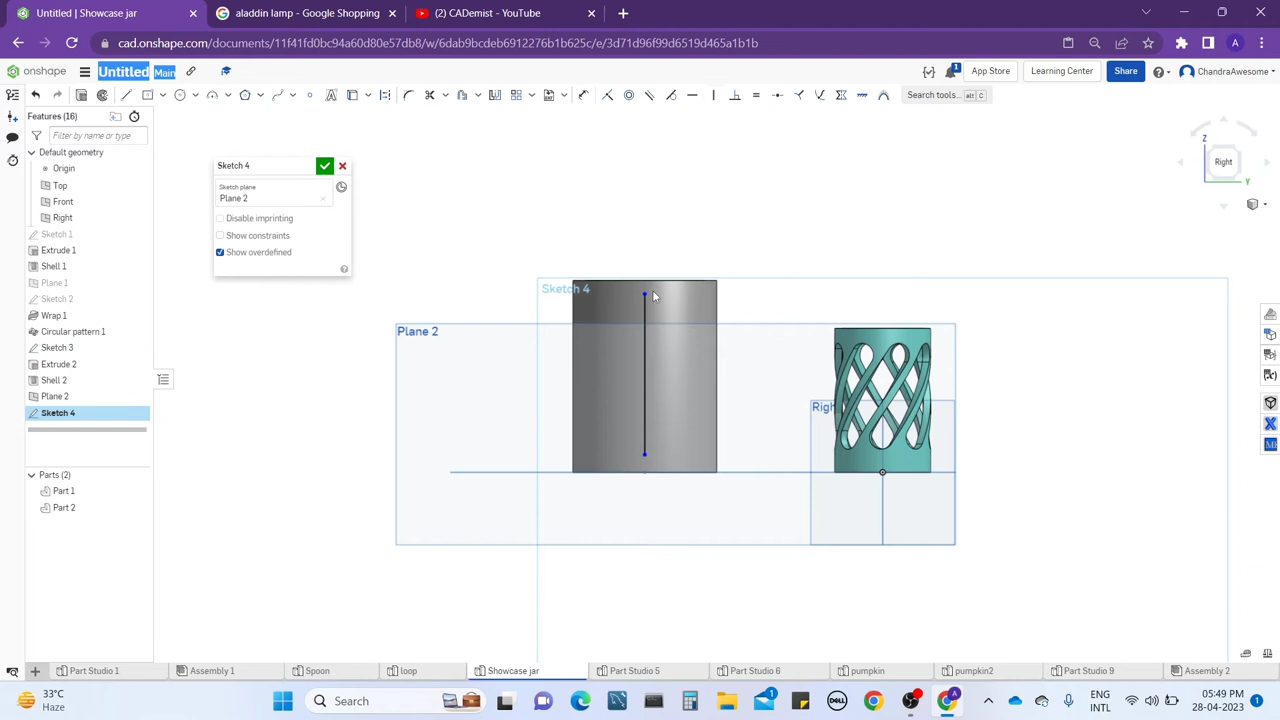 Untitled | Showcase jar
aladdin lamp - Google Shopping
CADemist - YouTube
cad.onshape.com/documents/11f41fd0d60d80e57db8/w/6dab9bcdeb6912276b1b625c/e/3d71d96f99d6519d465a1b1b
onshape
Untitled
Main
1
App Store
Learning Center
Share
ChandraAwesome
Search tools...
alt
C
Features (16)
Filter by name or type
Default geometry
Origin
Top
Front
Right
Sketch 1
Extrude 1
Shell 1
Plane 1
Sketch 2
Wrap 1
Circular pattern 1
Sketch 3
Extrude 2
Shell 2
Plane 2
Sketch 4
Parts (2)
Part 1
Part 2
Sketch 4
Sketch plane
Plane 2
Disable imprinting
Show constraints
Show overdefined
Sketch 4
Plane 2
Righ
Z
Right
Y
Part Studio 1
Assembly 1
Spoon
loop
Showcase jar
Part Studio 5
Part Studio 6
pumpkin
pumpkin2
Part Studio 9
Assembly 2
33°C
Haze
Search
ENG
INTL
05:49 PM
28-04-2023